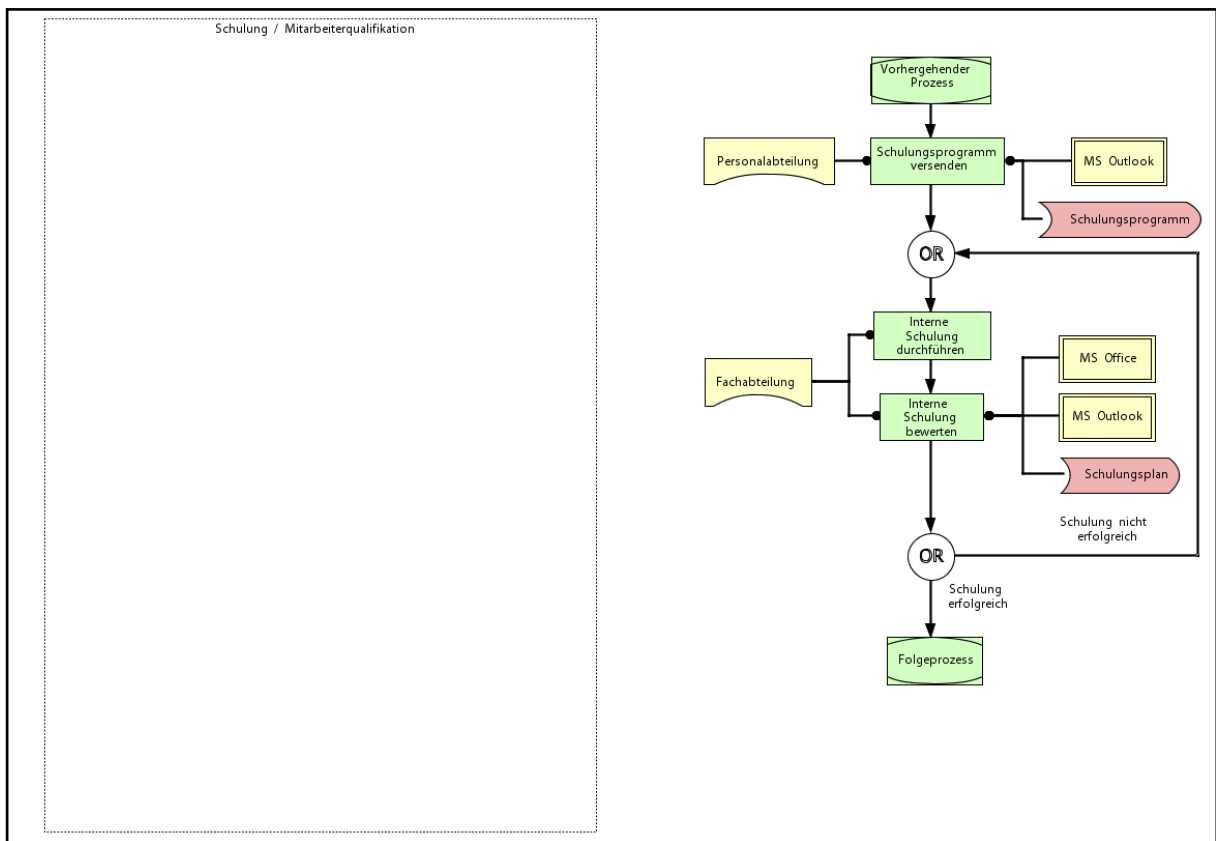 Schulung / Mitarbeiterqualifikation
Vorhergehender
Prozess
Personalabteilung
Schulungsprogramm
versenden
MS Outlook
Schulungsprogramm
OR
Interne
Schulung
durchführen
Fachabteilung
Interne
Schulung
bewerten
MS Office
MS Outlook
Schulungsplan
Schulung nicht
erfolgreich
OR
Schulung
erfolgreich
Folgeprozess